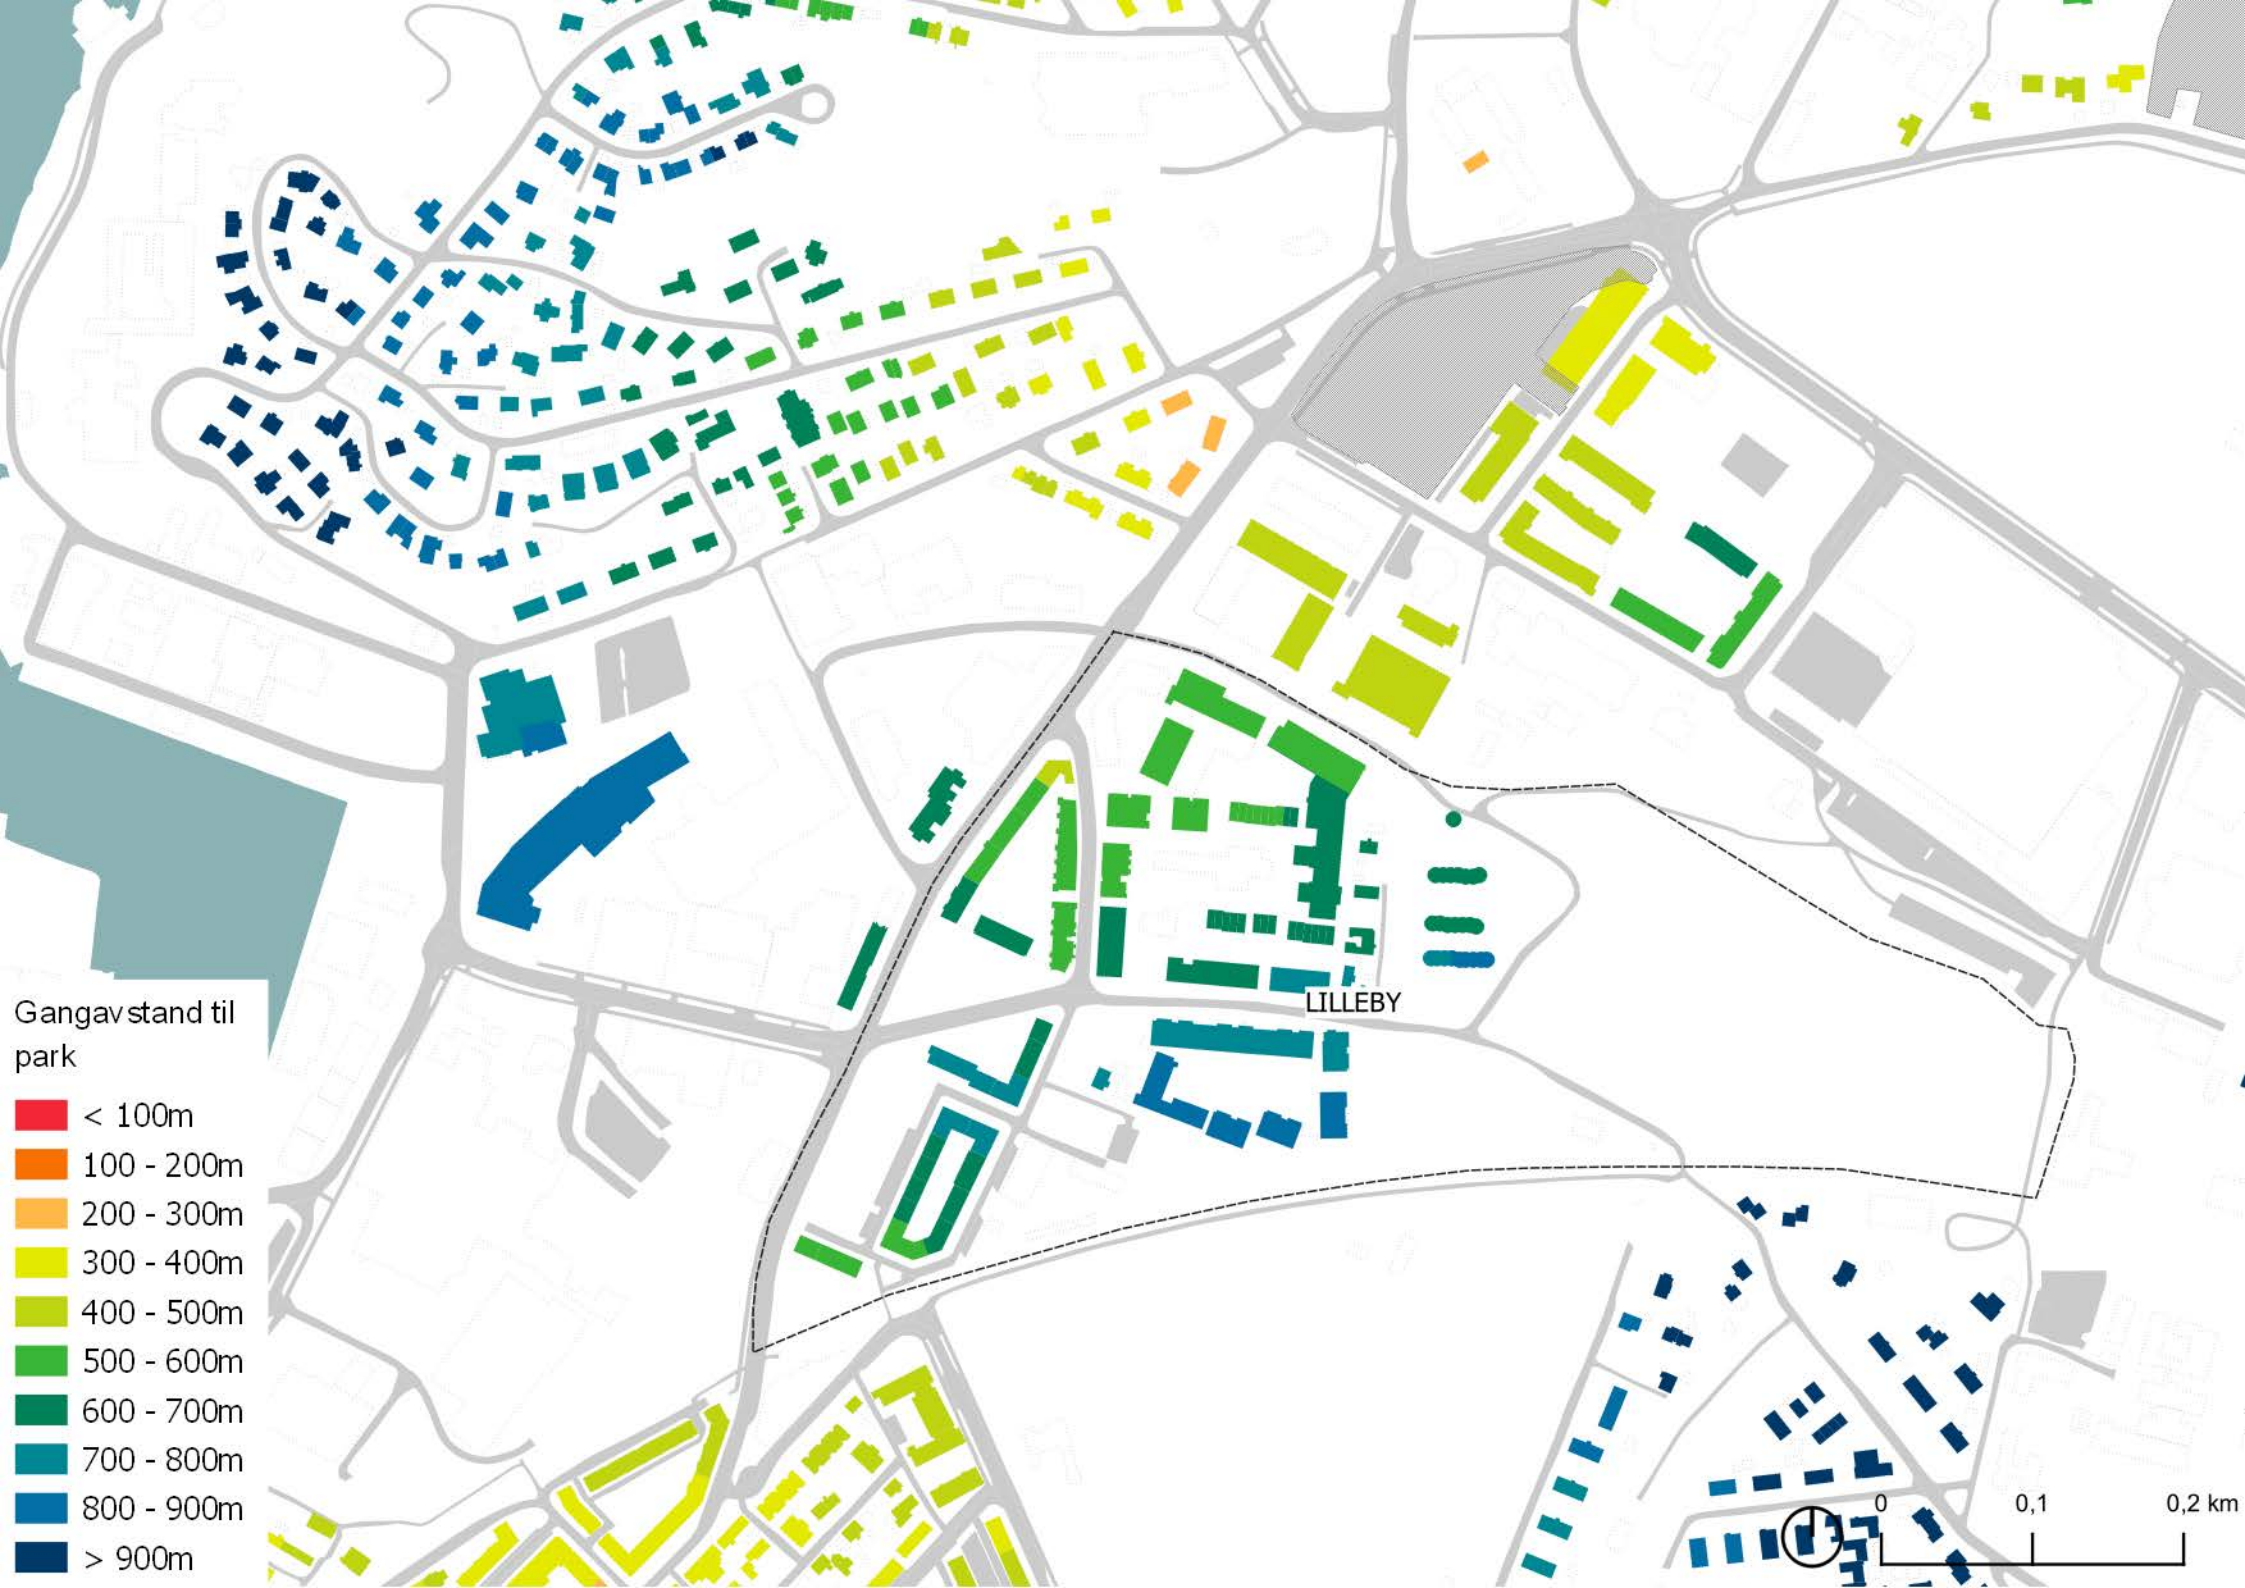 LILLEBY
Gangavstand til
park
< 100m
100 - 200m
200 - 300m
300 - 400m
400 - 500m
500 - 600m
600 - 700m
700 - 800m
800 - 900m
> 900m
0 0,1 0,2 km